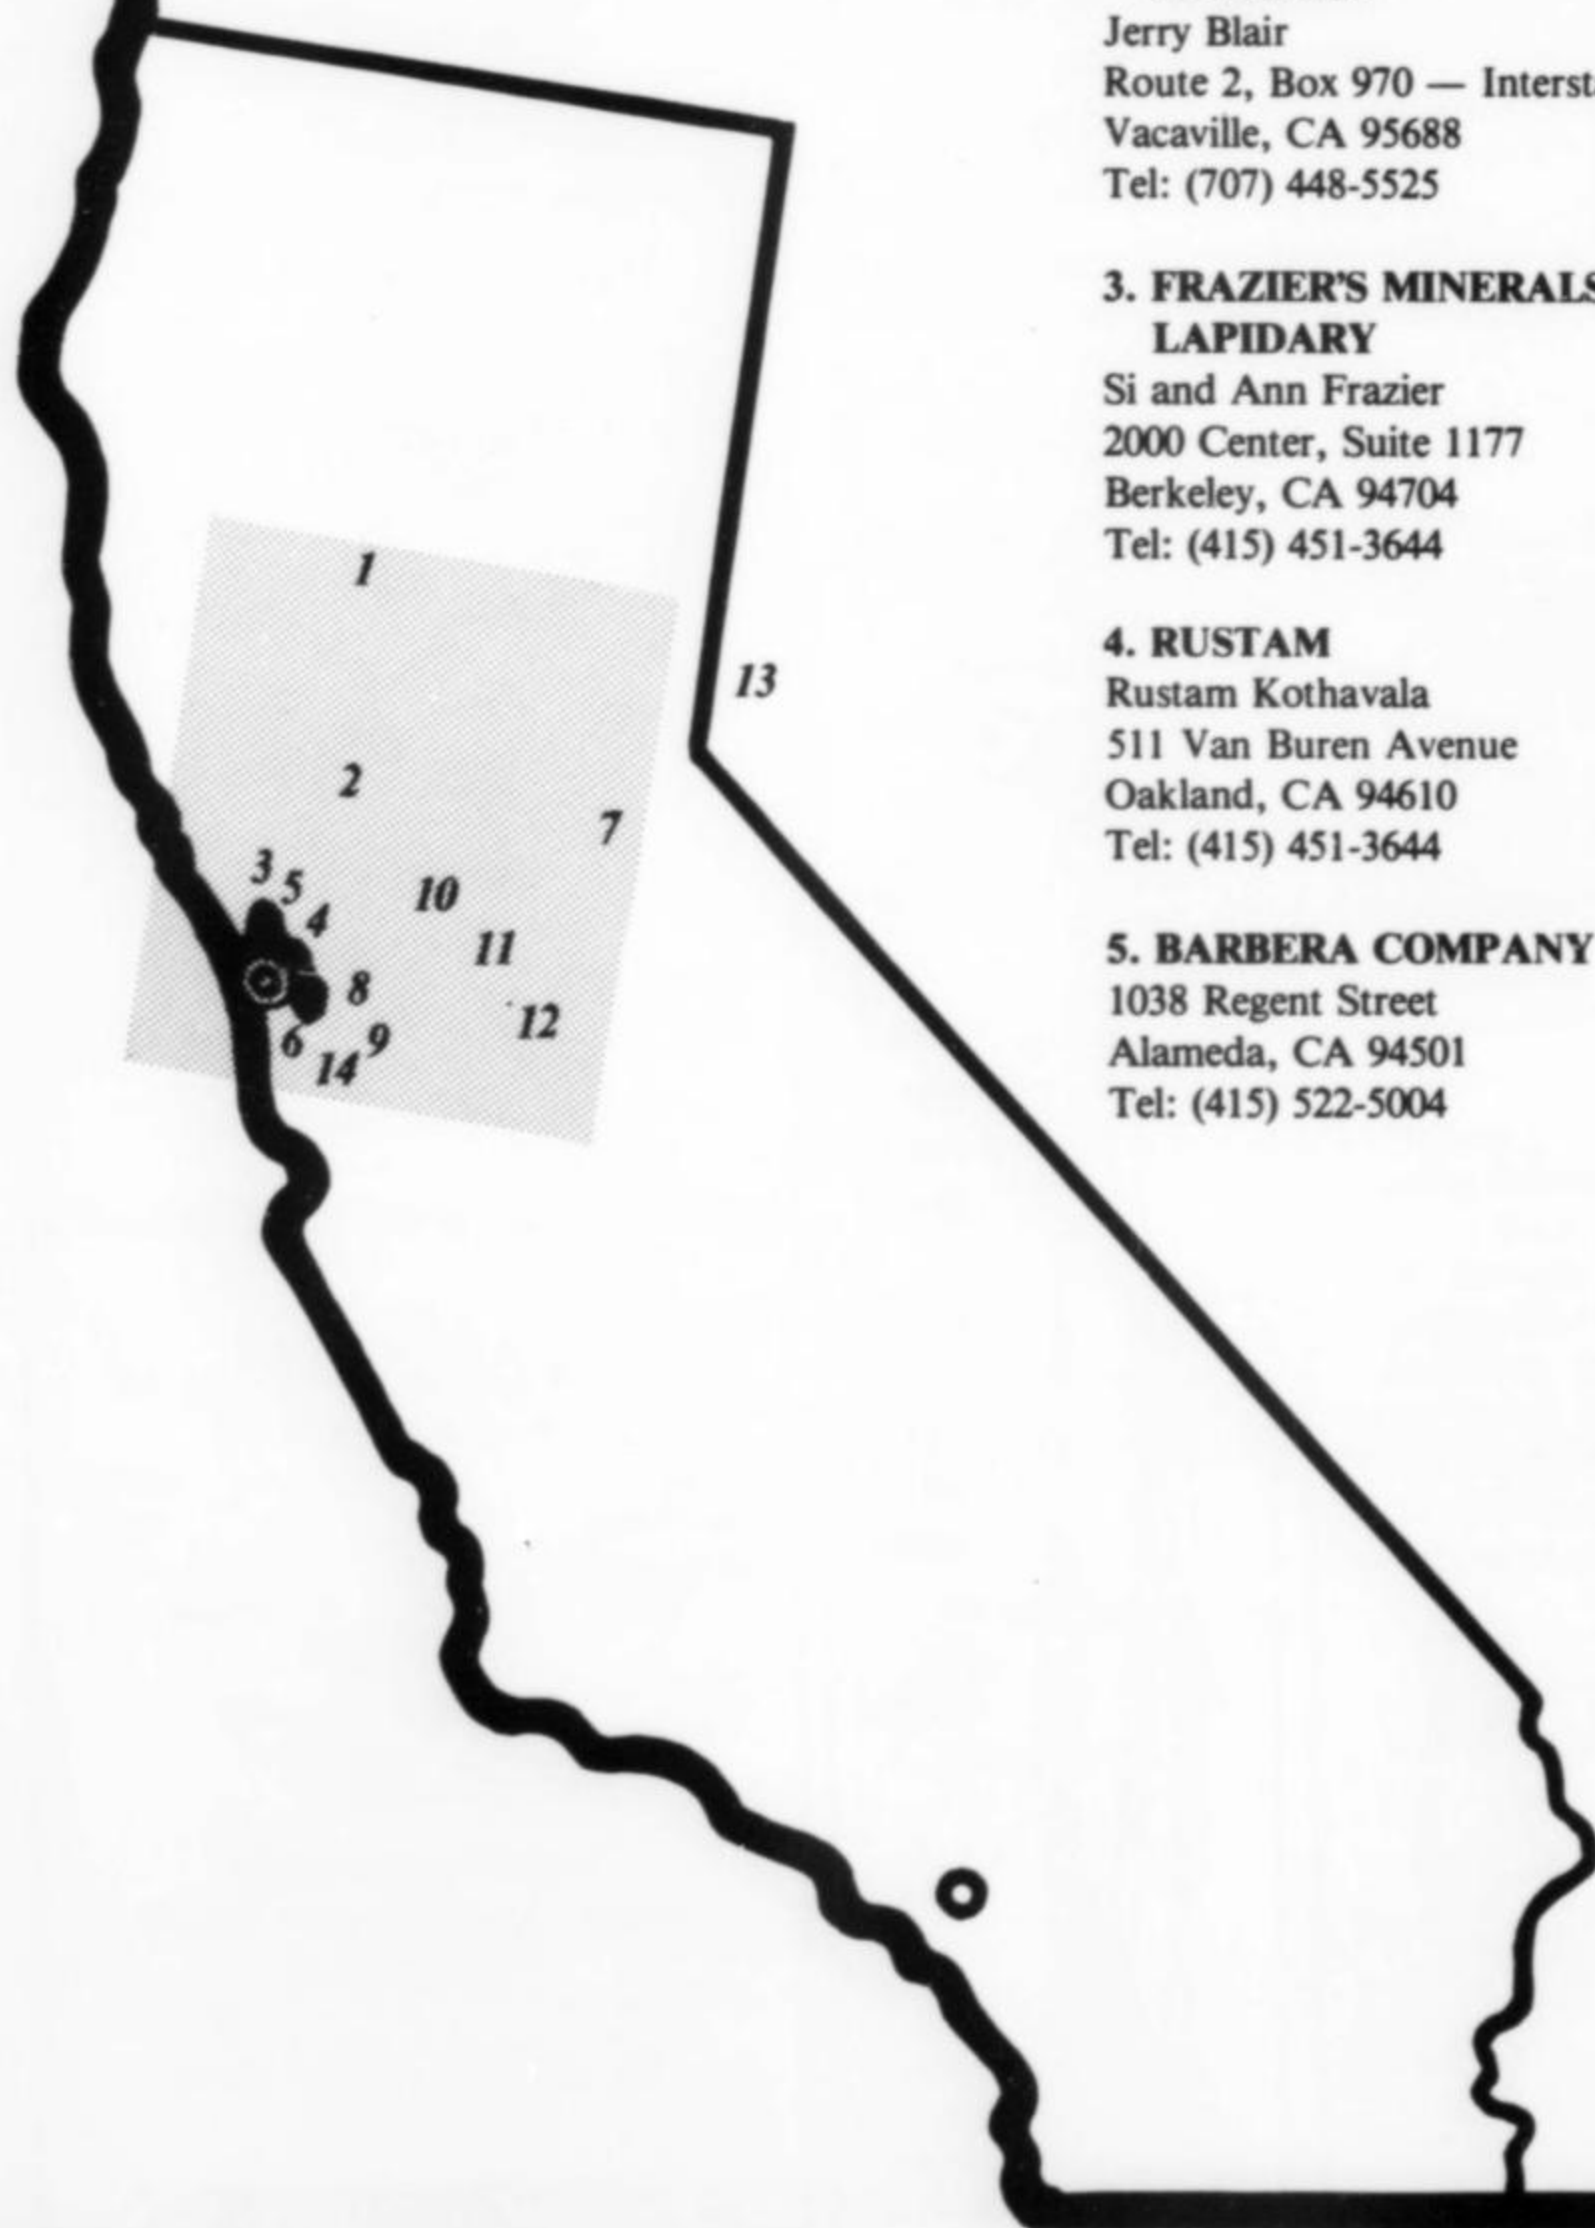 Jerry Blair
Route 2, Box 970 —
Vacaville, CA 95688
Tel: (707) 448-5525
3. FRAZIER'S MINERALS
LAPIDARY
Si and Ann Frazier
2000 Center, Suite 1177
Berkeley, CA 94704
Tel: (415) 451-3644
4. RUSTAM
Rustam Kothavala
511 Van Buren Avenue
Oakland, CA 94610
Tel: (415) 451-3644
5. BARBERA COMPANY
1038 Regent Street
Alameda, CA 94501
Tel: (415) 522-5004
1
13
2
7
3
5
10
4
11
8
12
6
9
14